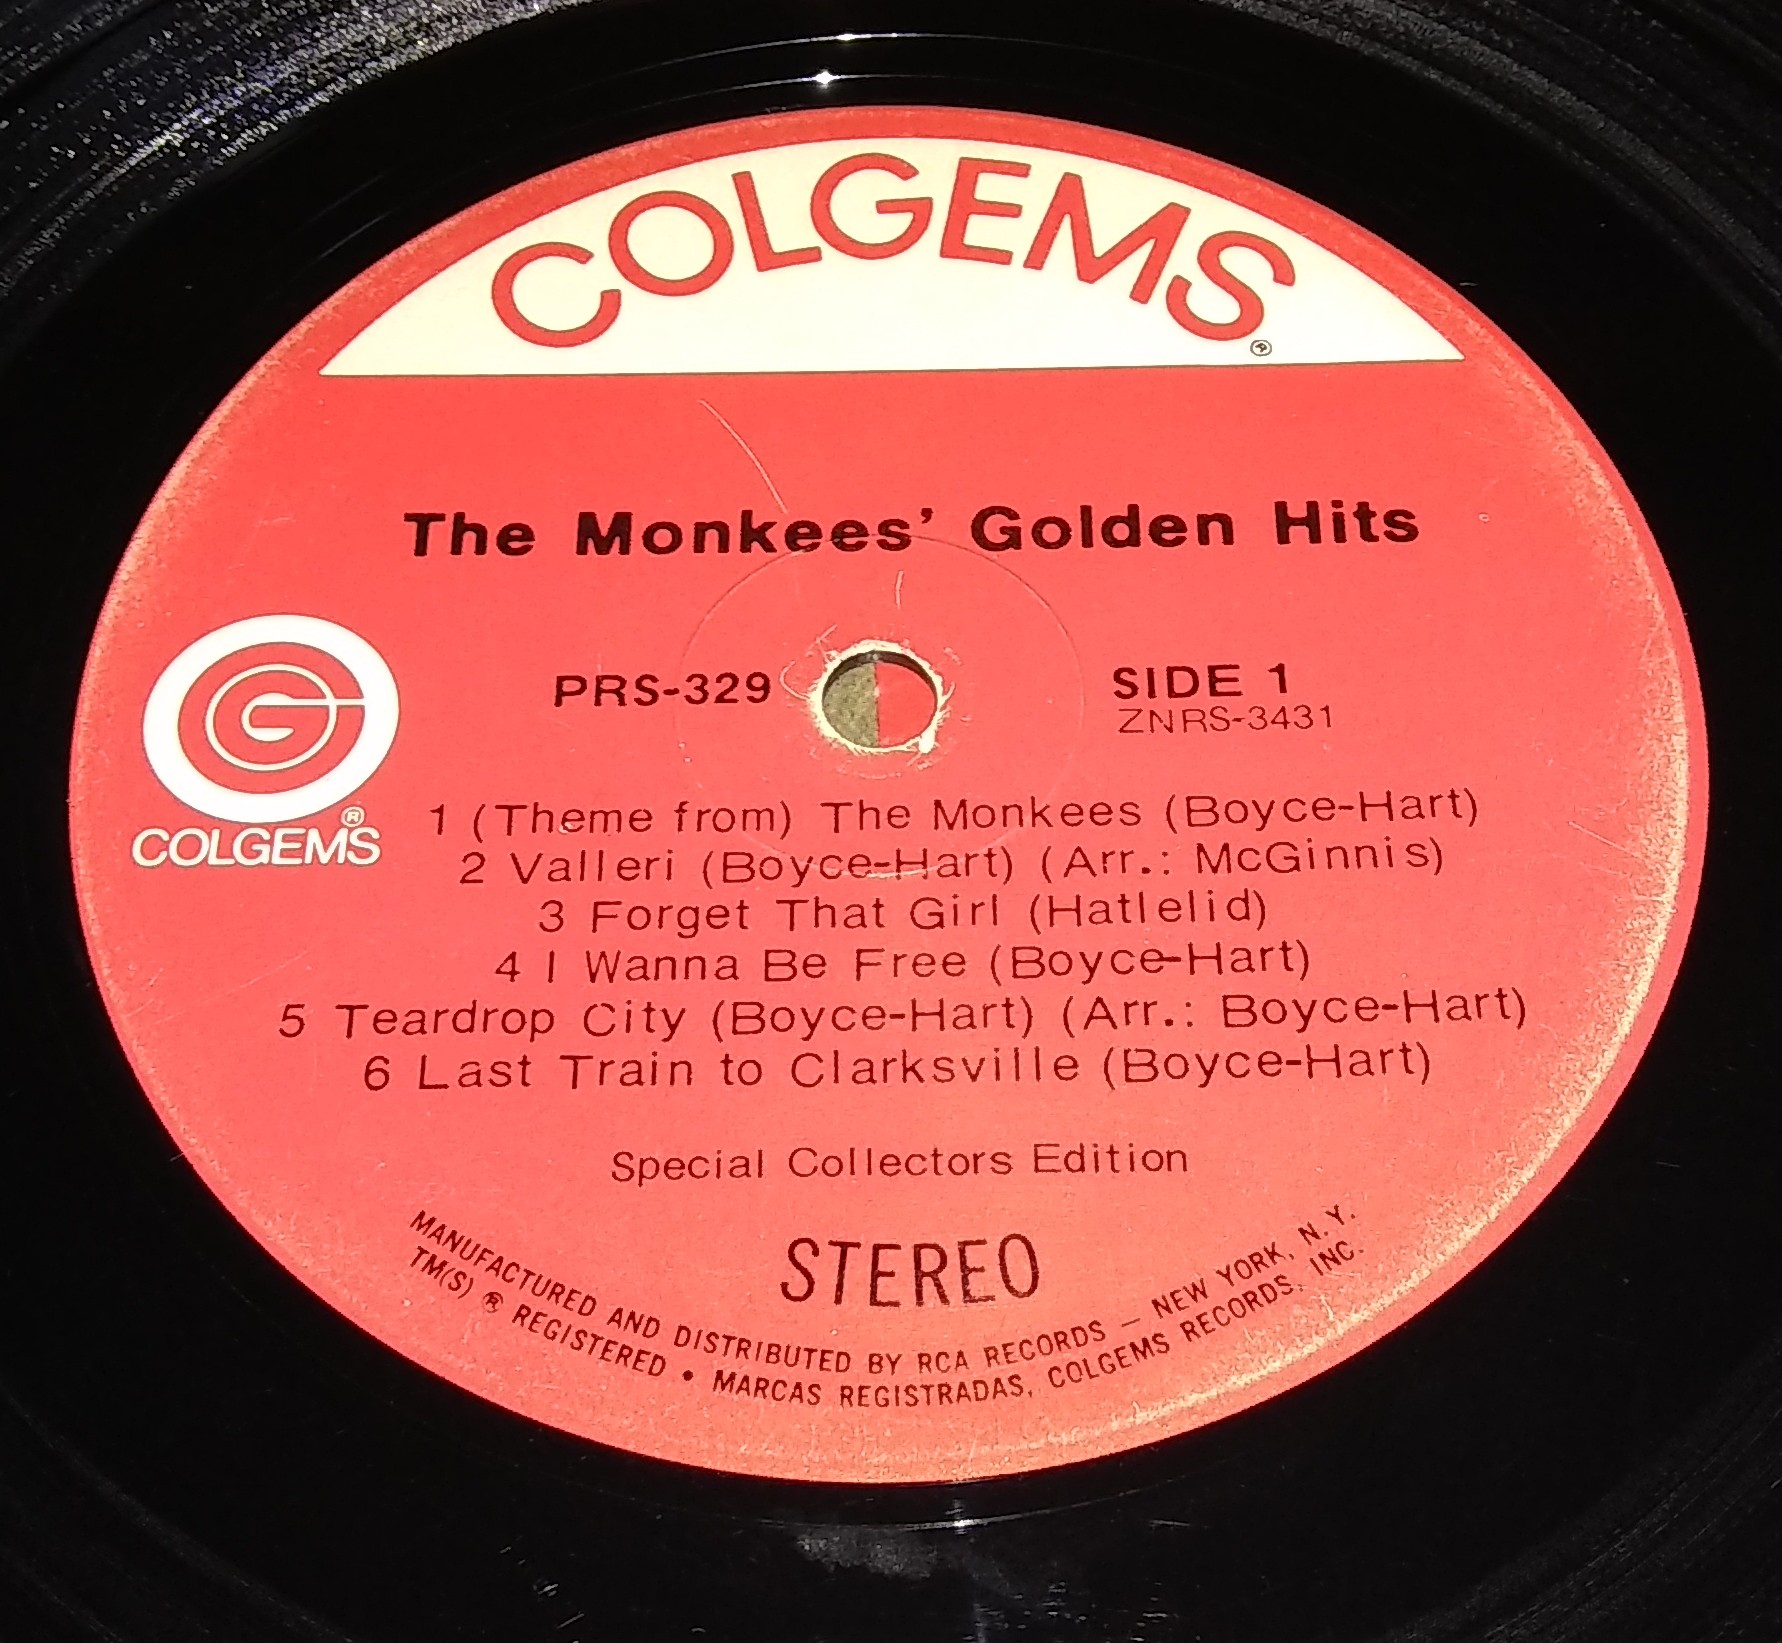 COLGEMS®
The Monkees' Golden Hits
PRS-329
SIDE 1
ZNRS-3431
® COLGEMS
1 (Theme from) The Monkees (Boyce-Hart)
2 Valleri (Boyce-Hart) (Arr.: McGinnis)
3 Forget That Girl (Hatlelid)
4 I Wanna Be Free (Boyce-Hart)
5 Teardrop City (Boyce-Hart) (Arr.: Boyce-Hart)
6 Last Train to Clarksville (Boyce-Hart)
Special Collectors Edition
STEREO
MANUFACTURED AND DISTRIBUTED BY RCA RECORDS – NEW YORK, N. Y.
TM(S) ® REGISTERED • MARCAS REGISTRADAS, COLGEMS RECORDS, INC.